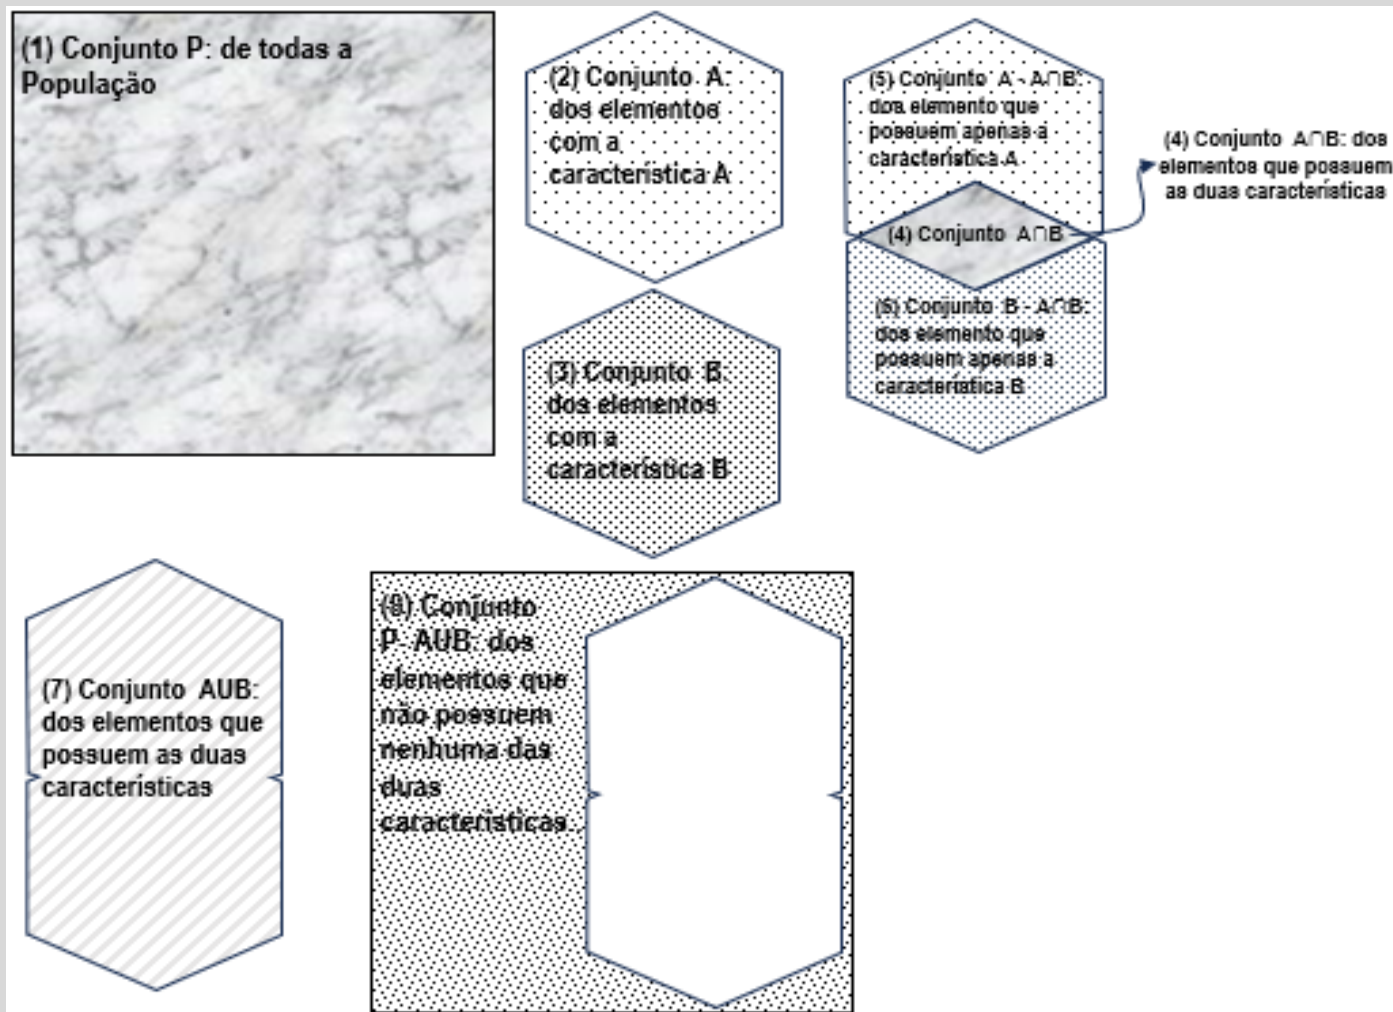 (1) Conjunto P: de todas a
População
(2) Conjunto A:
dos elementos
com a
característica A
(3) Conjunto B:
dos elementos
com a
característica B
(5) Conjunto A - A∩B:
dos elemento que
possuem apenas a
característica A
(4) Conjunto A∩B
(4) Conjunto A∩B: dos
elementos que possuem
as duas características
(6) Conjunto B - A∩B:
dos elemento que
possuem apenas a
característica B
(7) Conjunto AUB:
dos elementos que
possuem as duas
características
(8) Conjunto
P- AUB: dos
elementos que
não possuem
nenhuma das
duas
características.